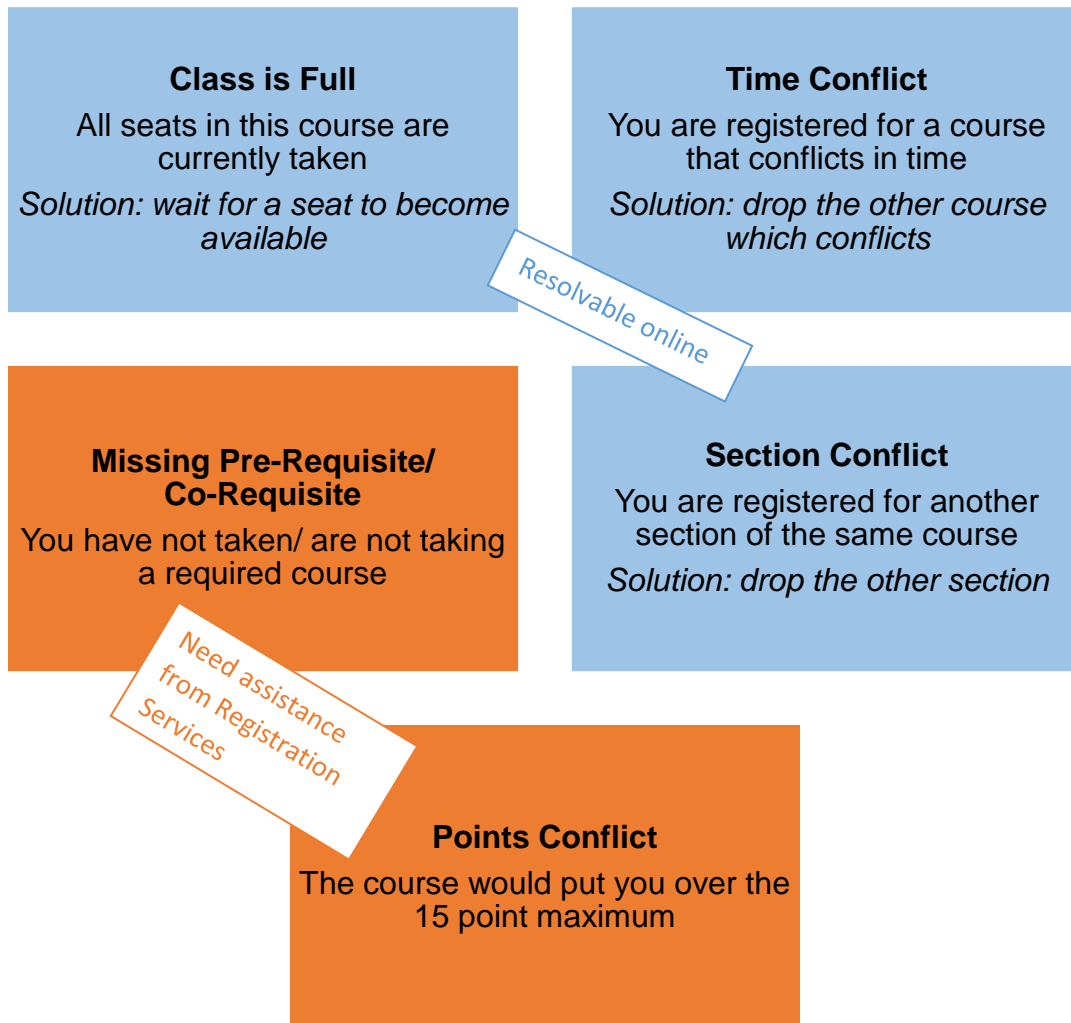 Class is Full
All seats in this course are
currently taken
Solution: wait for a seat to become
available
Time Conflict
You are registered for a course
that conflicts in time
Solution: drop the other course
which conflicts
Resolvable online
Missing Pre-Requisite/
Co-Requisite
You have not taken/ are not taking
a required course
Section Conflict
You are registered for another
section of the same course
Solution: drop the other section
Need assistance
from Registration
Services
Points Conflict
The course would put you over the
15 point maximum